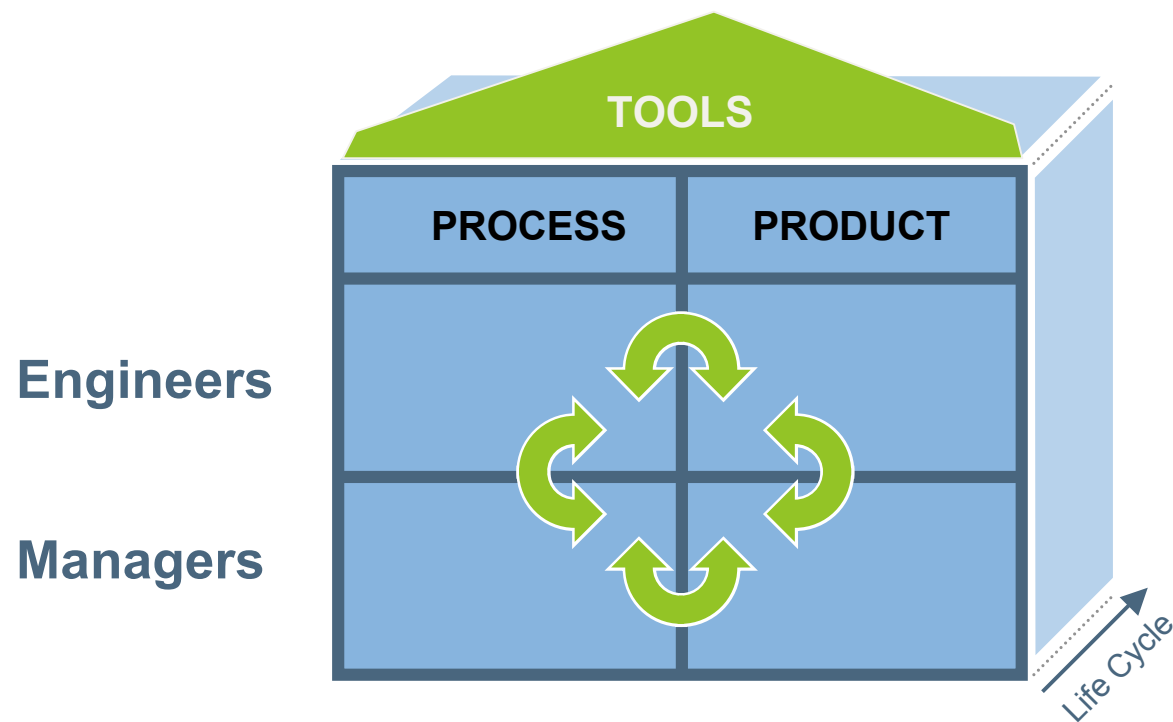 TOOLS
PROCESS PRODUCT
Engineers
Managers
Life Cycle